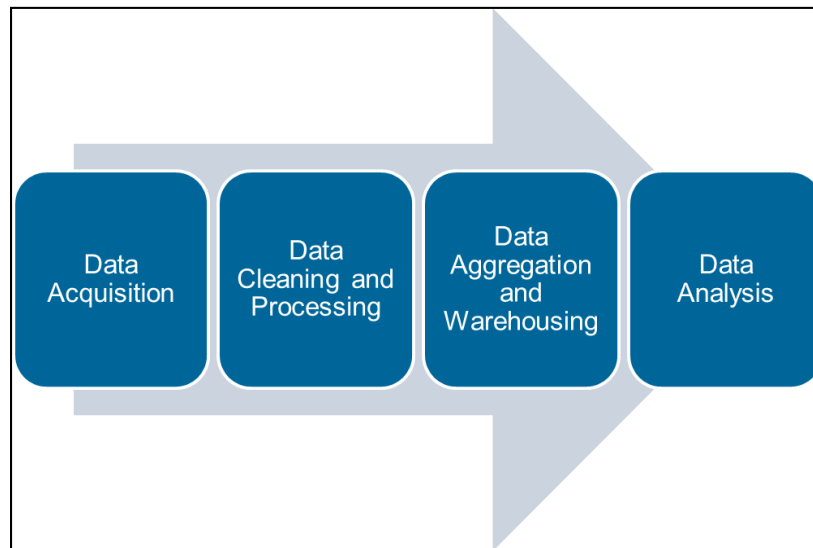 Data
Acquisition
Data
Cleaning and
Processing
Data
Aggregation
and
Warehousing
Data
Analysis